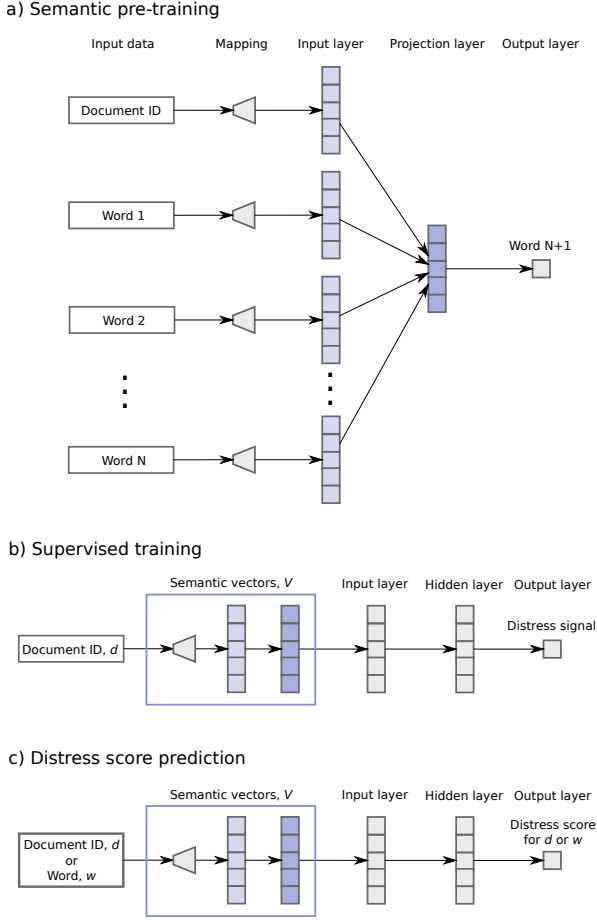 a) Semantic pre-training
Input data Mapping Input layer Projection layer Output layer
Document ID
Word 1
Word N+1
Word 2
Word N
b) Supervised training
Semantic vectors, V Input layer Hidden layer Output layer
Distress signal
Document ID, d
c) Distress score prediction
Semantic vectors, V Input layer Hidden layer Output layer
Distress score
for d or w
Document ID, d
or
Word, w